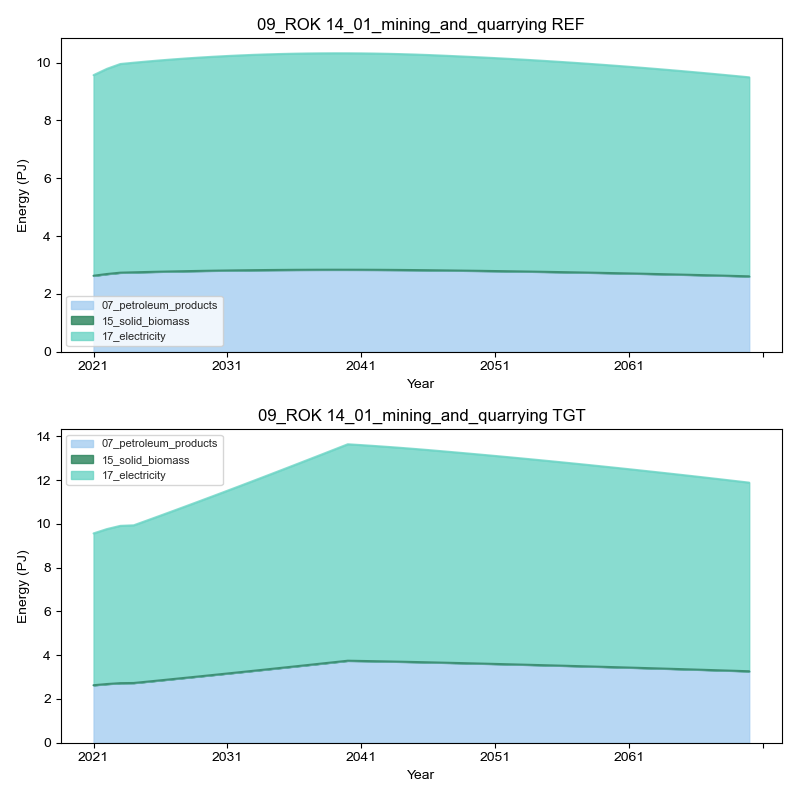 09_ROK 14_01_mining_and_quarrying REF
Energy (PJ)
10
8
6
4
2
0
07_petroleum_products
15_solid_biomass
17_electricity
2021 2031 2041 2051 2061
Year
09_ROK 14_01_mining_and_quarrying TGT
Energy (PJ)
14
12
10
8
6
4
2
0
07_petroleum_products
15_solid_biomass
17_electricity
2021 2031 2041 2051 2061
Year